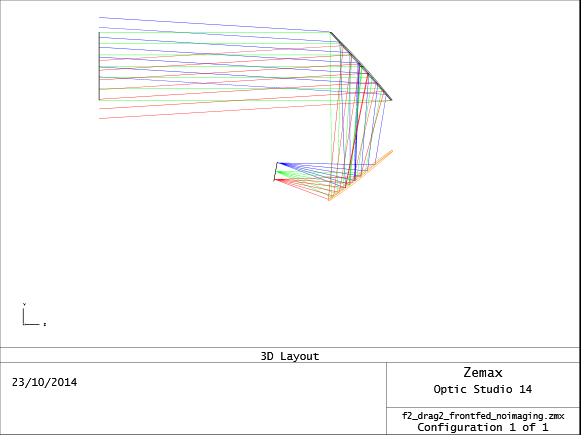 Y
Z
3D Layout
23/10/2014
Zemax
Optic Studio 14
f2_drag2_frontfed_noimaging.zmx
Configuration 1 of 1